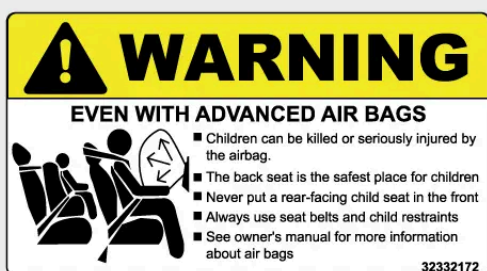 WARNING
EVEN WITH ADVANCED AIR BAGS
■ Children can be killed or seriously injured by
the airbag.
■ The back seat is the safest place for children
■ Never put a rear-facing child seat in the front
■ Always use seat belts and child restraints
■ See owner's manual for more information
about air bags
32332172